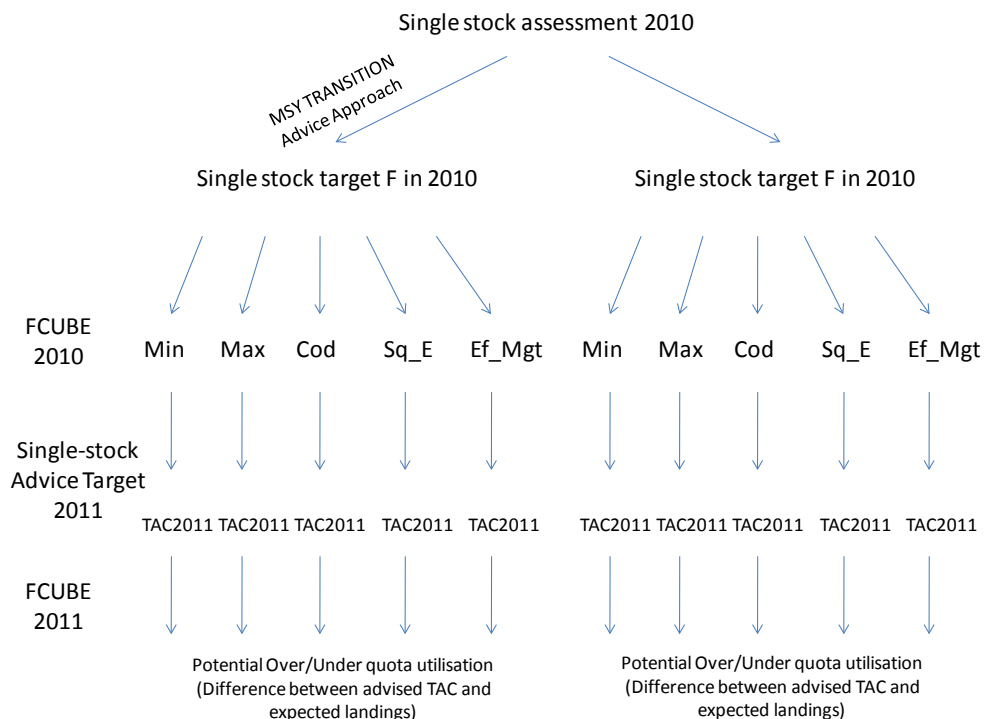 Single stock assessment 2010
MSY TRANSITION
Advice Approach
Single stock target F in 2010
Single stock target F in 2010
FCUBE
2010
Min Max Cod Sq_E Ef_Mgt Min Max Cod Sq_E Ef_Mgt
Single-stock
Advice Target
2011
TAC2011 TAC2011 TAC2011 TAC2011 TAC2011 TAC2011 TAC2011 TAC2011 TAC2011 TAC2011
FCUBE
2011
Potential Over/Under quota utilisation
(Difference between advised TAC and
expected landings)
Potential Over/Under quota utilisation
(Difference between advised TAC and
expected landings)